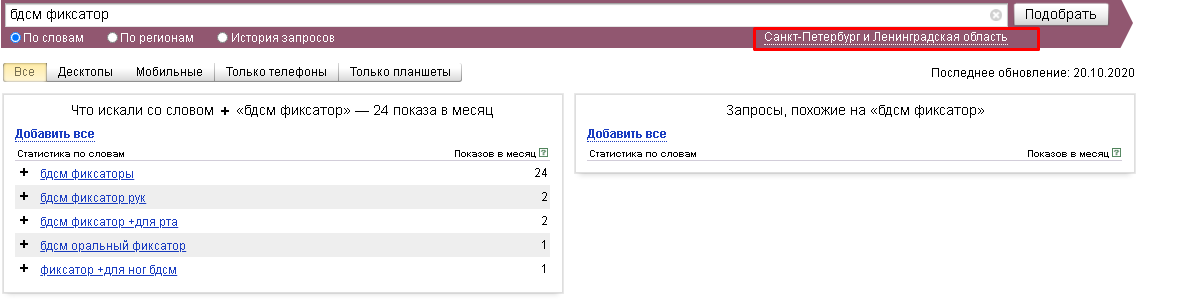 бдсм фиксатор
Подобрать
По словам По регионам История запросов Санкт-Петербург и Ленинградская область
Все Десктопы Мобильные Только телефоны Только планшеты
Последнее обновление: 20.10.2020
Что искали со словом + «бдсм фиксатор» — 24 показа в месяц
Добавить все
Статистика по словам Показов в месяц ?
+ бдсм фиксаторы 24
+ бдсм фиксатор рук 2
+ бдсм фиксатор +для рта 2
+ бдсм оральный фиксатор 1
+ фиксатор +для ног бдсм 1
Запросы, похожие на «бдсм фиксатор»
Добавить все
Статистика по словам Показов в месяц ?